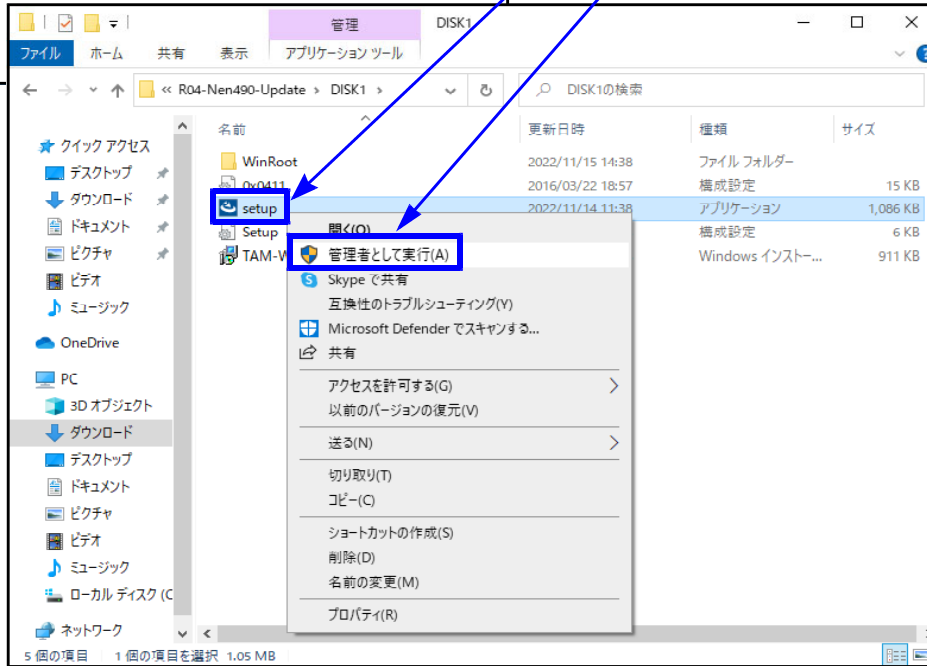 管理
DISK1
ファイル ホーム 共有 表示 アプリケーション ツール
« R04-Nen490-Update › DISK1 ›
DISK1の検索
名前 更新日時 種類 サイズ
クイック アクセス
デスクトップ
ダウンロード
ドキュメント
ピクチャ
ビデオ
ミュージック
OneDrive
PC
3D オブジェクト
ダウンロード
デスクトップ
ドキュメント
ピクチャ
ビデオ
ミュージック
ローカル ディスク (C
ネットワーク
WinRoot 2022/11/15 14:38 ファイル フォルダー
0x0411 2016/03/22 18:57 構成設定 15 KB
setup 2022/11/14 11:38 アプリケーション 1,086 KB
Setup 構成設定 6 KB
TAM-W Windows インストー... 911 KB
開く(O)
管理者として実行(A)
Skype で共有
互換性のトラブルシューティング(Y)
Microsoft Defender でスキャンする...
共有
アクセスを許可する(G)
以前のバージョンの復元(V)
送る(N)
切り取り(T)
コピー(C)
ショートカットの作成(S)
削除(D)
名前の変更(M)
プロパティ(R)
5 個の項目 1 個の項目を選択 1.05 MB